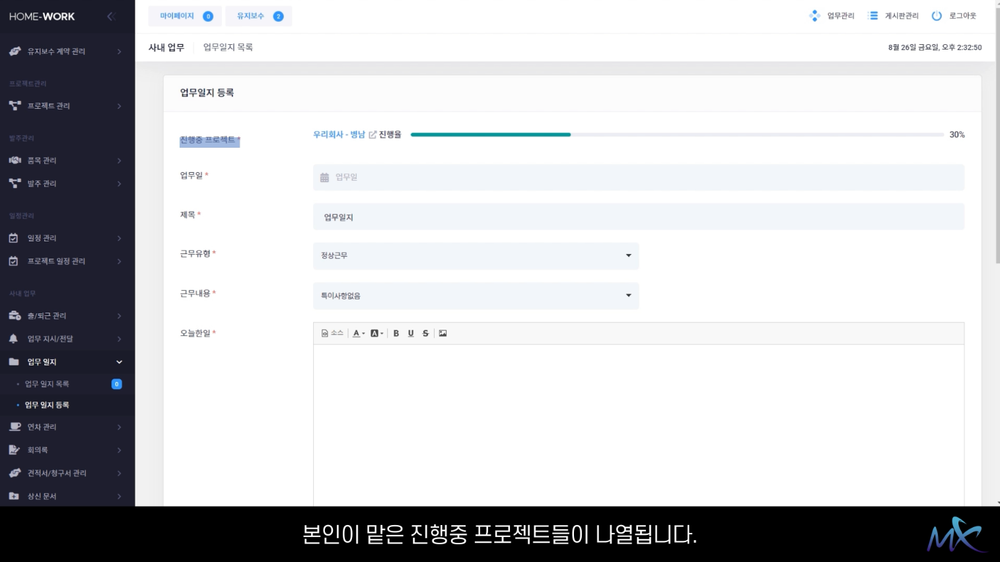 HOME-WORK
마이페이지 0
유지보수 2
업무관리
게시판관리
로그아웃
사내 업무
업무일지 목록
8월 26일 금요일, 오후 2:32:50
유지보수 계약 관리
프로젝트관리
프로젝트 관리
발주관리
품목 관리
발주 관리
일정관리
일정 관리
프로젝트 일정 관리
사내 업무
출/퇴근 관리
업무 지시/전달
업무 일지
업무 일지 목록 0
업무 일지 등록
연차 관리
회의록
견적서/청구서 관리
상신 문서
업무일지 등록
진행중 프로젝트 *
우리회사 - 병남 진행율 30%
업무일 *
업무일
제목 *
업무일지
근무유형 *
정상근무
근무내용 *
특이사항없음
오늘한일 *
소스 A A B U S
본인이 맡은 진행중 프로젝트들이 나열됩니다.
MX